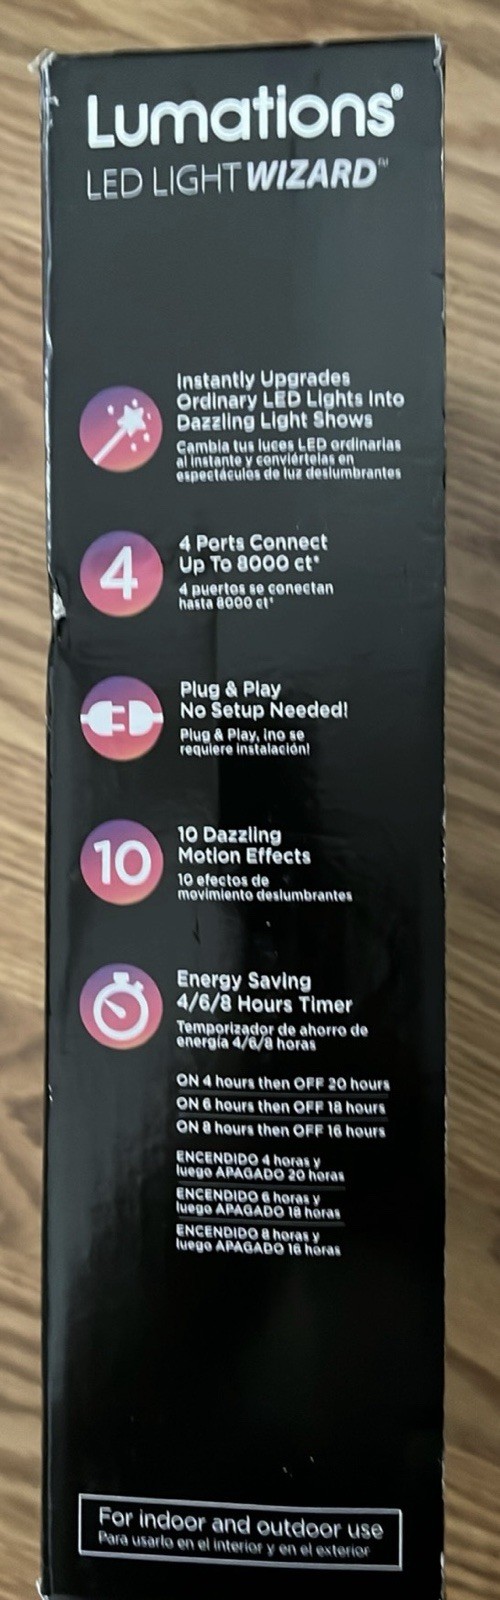 Lumations®
LED LIGHT WIZARD™
Instantly Upgrades
Ordinary LED Lights Into
Dazzling Light Shows
Cambia tus luces LED ordinarias
al instante y conviértelas en
espectáculos de luz deslumbrantes
4
4 Ports Connect
Up To 8000 ct*
4 puertos se conectan
hasta 8000 ct*
Plug & Play
No Setup Needed!
Plug & Play, ¡no se
requiere instalación!
10
10 Dazzling
Motion Effects
10 efectos de
movimiento deslumbrantes
Energy Saving
4/6/8 Hours Timer
Temporizador de ahorro de
energía 4/6/8 horas
ON 4 hours then OFF 20 hours
ON 6 hours then OFF 18 hours
ON 8 hours then OFF 16 hours
ENCENDIDO 4 horas y
luego APAGADO 20 horas
ENCENDIDO 6 horas y
luego APAGADO 18 horas
ENCENDIDO 8 horas y
luego APAGADO 16 horas
For indoor and outdoor use
Para usarlo en el interior y en el exterior